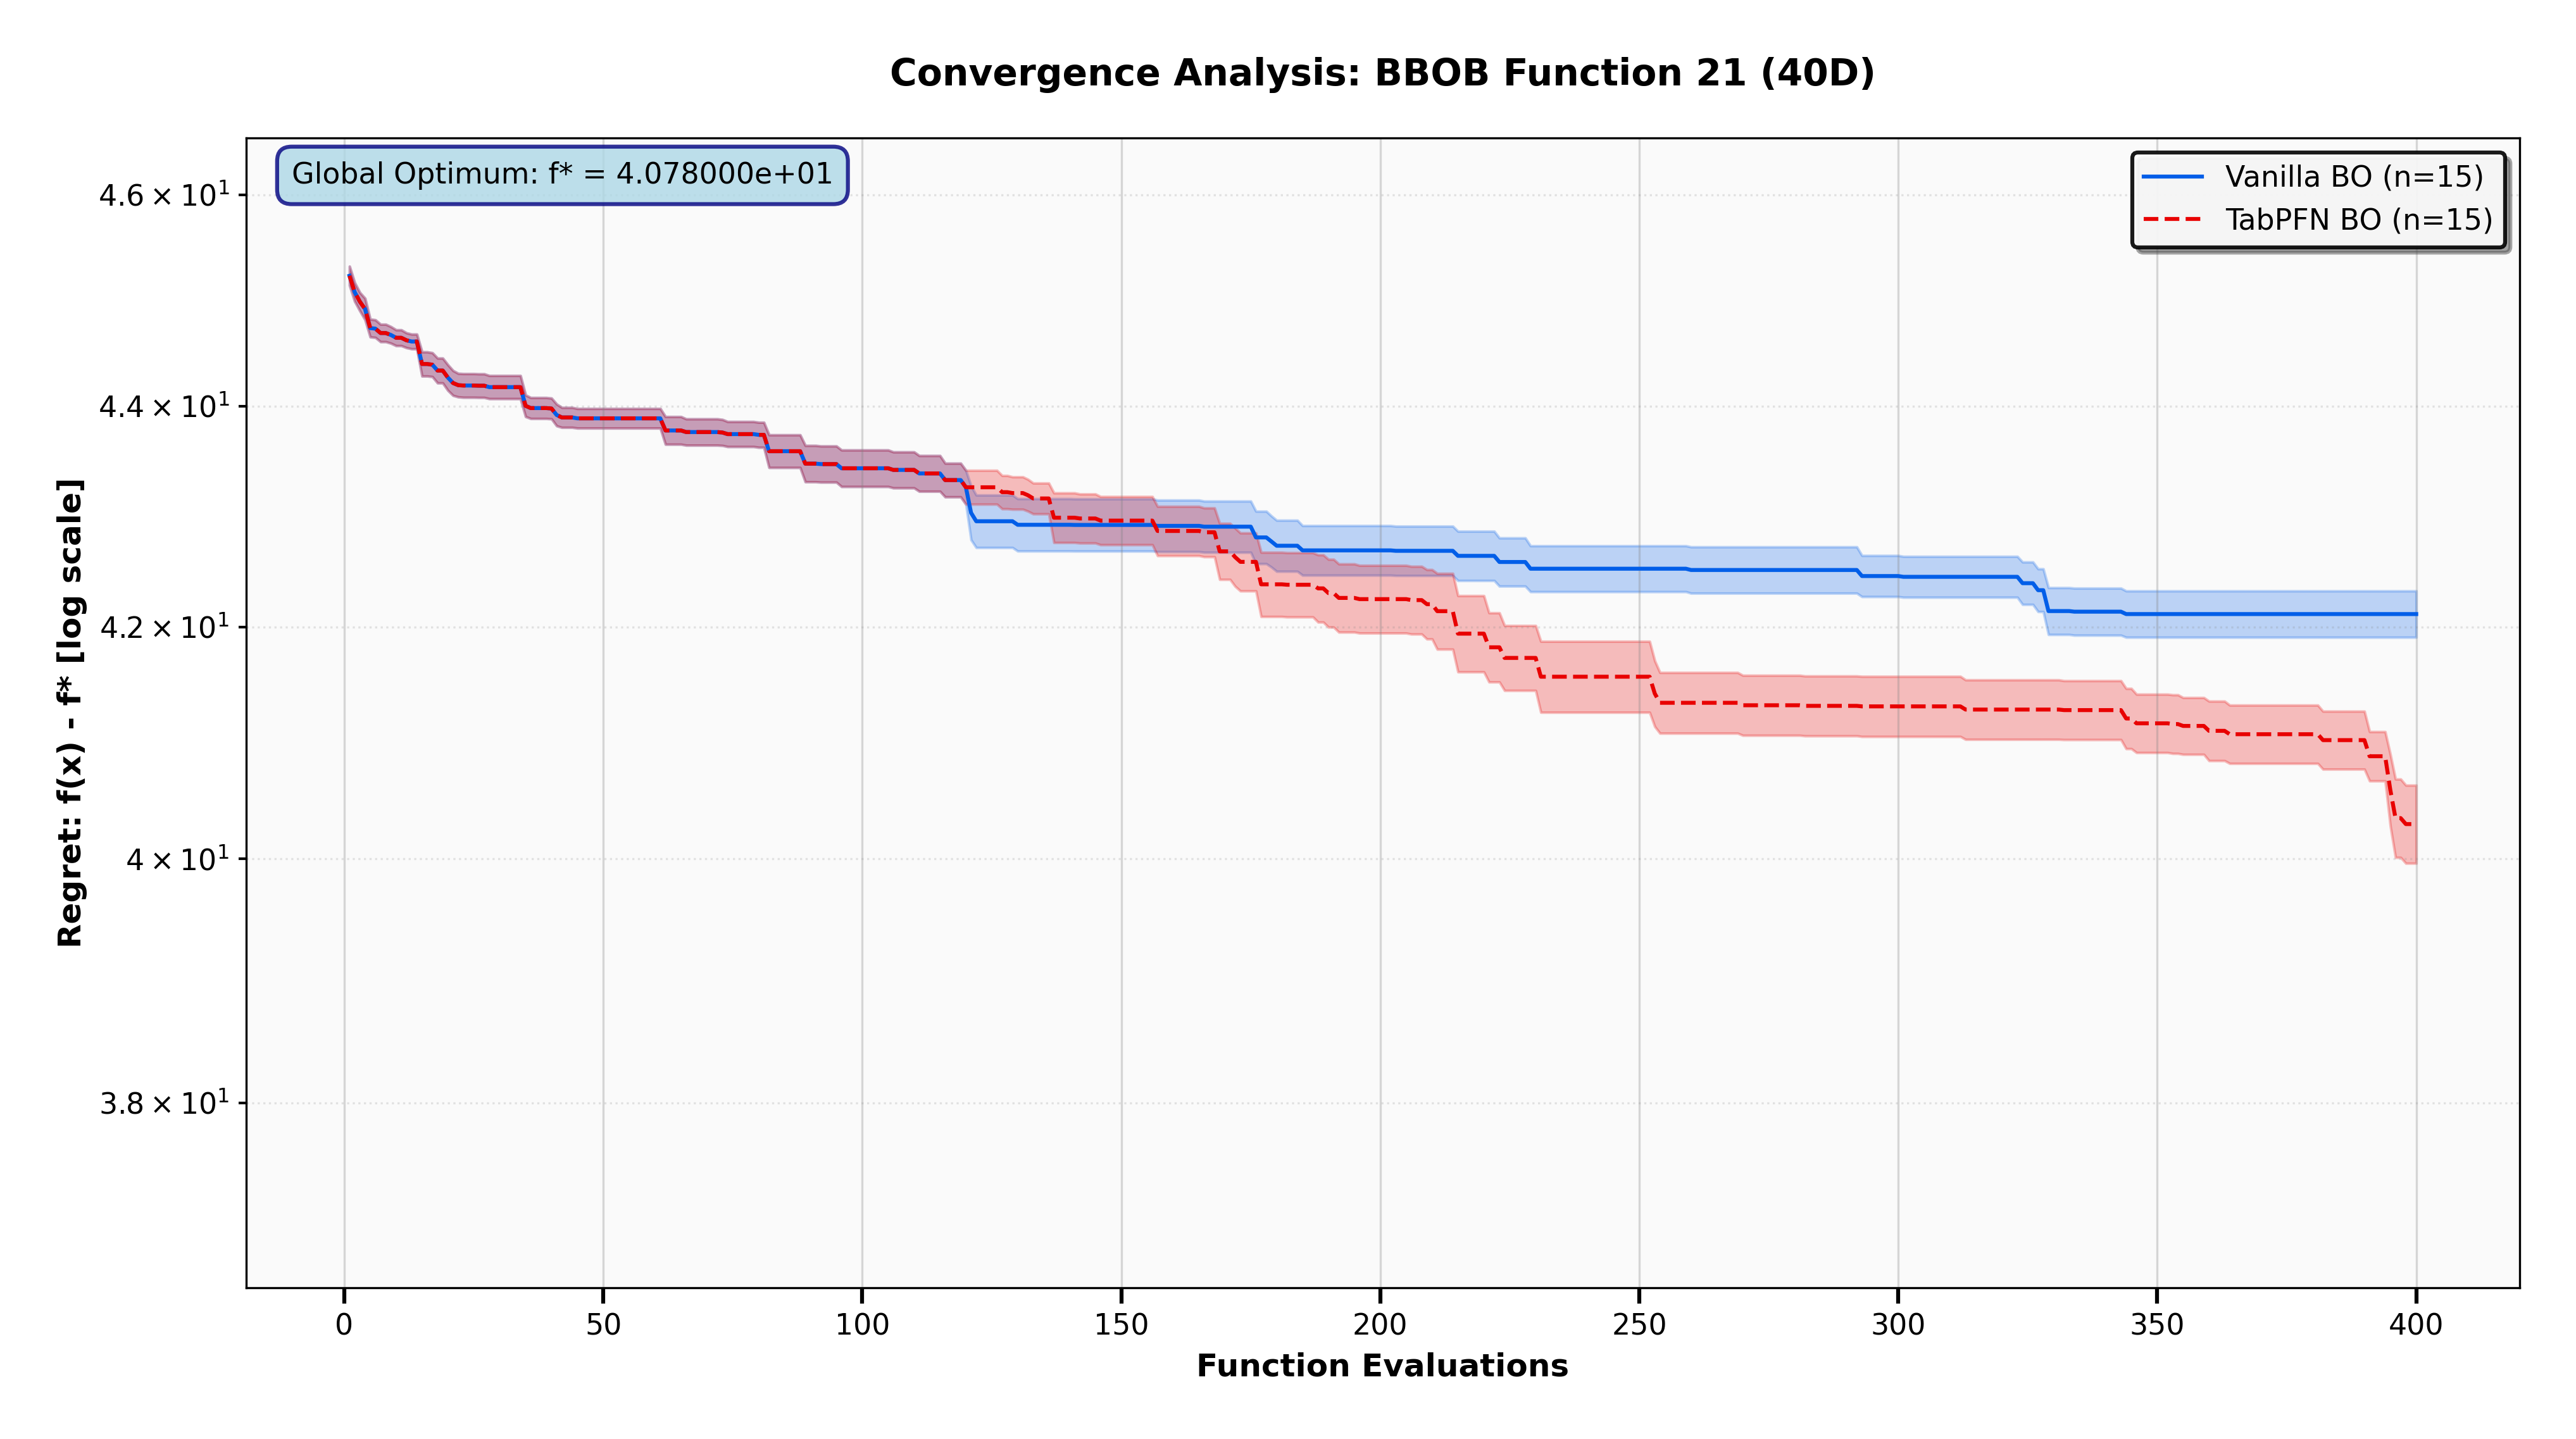 Convergence Analysis: BBOB Function 21 (40D)
Global Optimum: f* = 4.078000e+01
Vanilla BO (n=15)
TabPFN BO (n=15)
Regret: f(x) - f* [log scale]
4.6 × 10¹
4.4 × 10¹
4.2 × 10¹
4 × 10¹
3.8 × 10¹
0 50 100 150 200 250 300 350 400
Function Evaluations